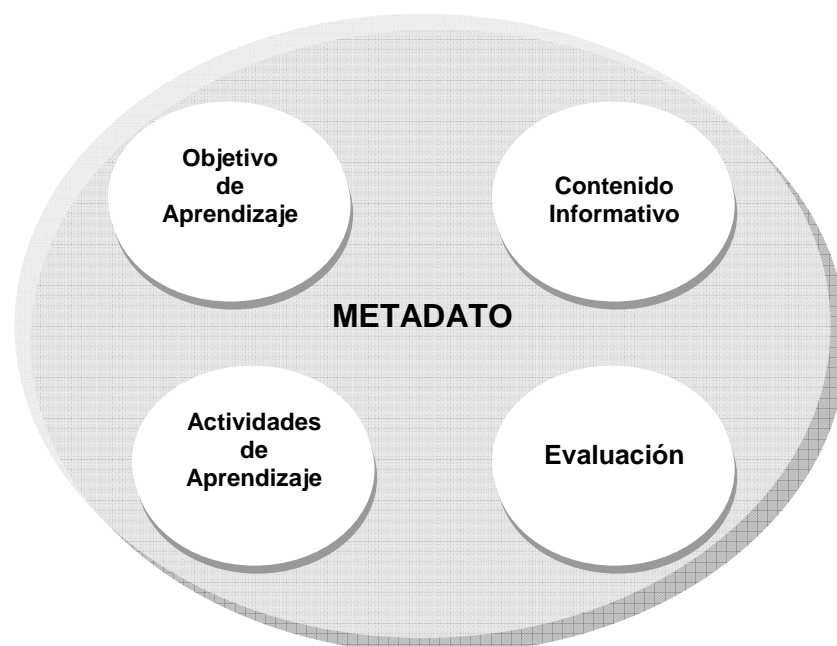 Objetivo
de
Aprendizaje
Contenido
Informativo
METADATO
Actividades
de
Aprendizaje
Evaluación